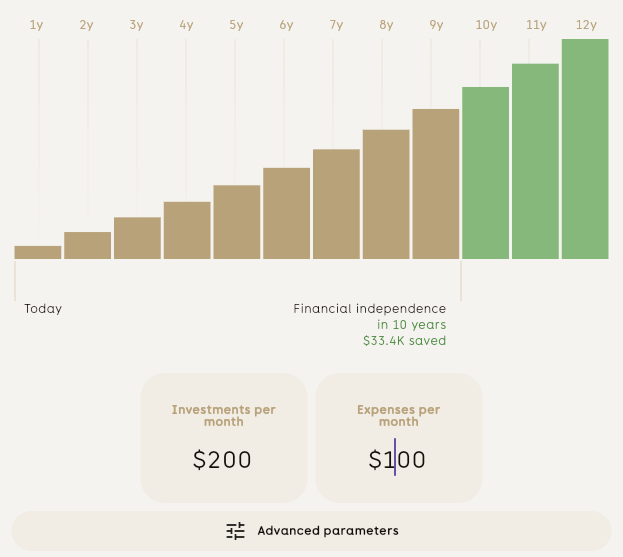 1y 2y 3y 4y 5y 6y 7y 8y 9y 10y 11y 12y
Today
Financial independence
in 10 years
$33.4K saved
Investments per
month
$200
Expenses per
month
$100
Advanced parameters